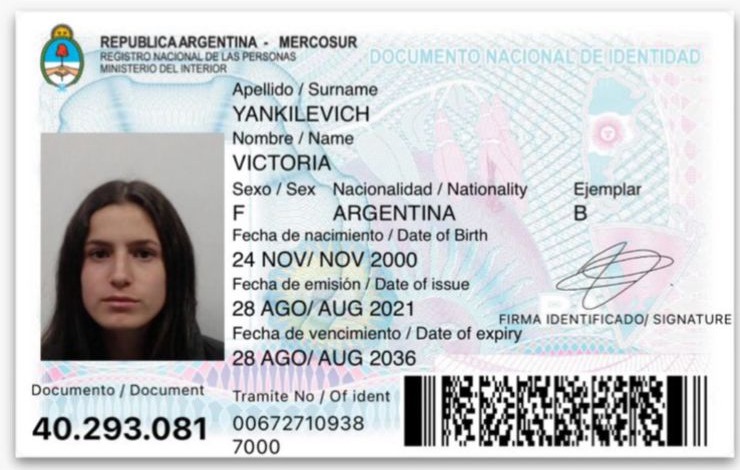 REPUBLICA ARGENTINA - MERCOSUR
REGISTRO NACIONAL DE LAS PERSONAS
MINISTERIO DEL INTERIOR
DOCUMENTO NACIONAL DE IDENTIDAD
Apellido / Surname
YANKILEVICH
Nombre / Name
VICTORIA
Sexo / Sex Nacionalidad / Nationality Ejemplar
F ARGENTINA B
Fecha de nacimiento / Date of Birth
24 NOV/ NOV 2000
Fecha de emisión / Date of issue
28 AGO/ AUG 2021
FIRMA IDENTIFICADO/ SIGNATURE
Fecha de vencimiento / Date of expiry
28 AGO/ AUG 2036
Documento / Document
40.293.081
Tramite No / Of ident
00672710938
7000